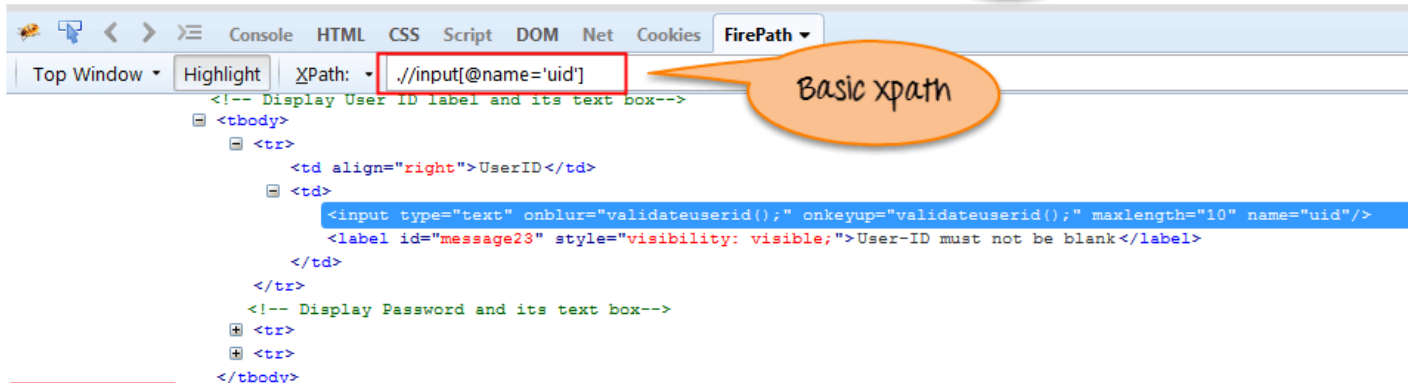 Console HTML CSS Script DOM Net Cookies FirePath
Top Window Highlight XPath: .//input[@name='uid']
Basic xpath
<!-- Display User ID label and its text box-->
<tbody>
<tr>
<td align="right">UserID</td>
<td>
<input type="text" onblur="validateuserid();" onkeyup="validateuserid();" maxlength="10" name="uid"/>
<label id="message23" style="visibility: visible;">User-ID must not be blank</label>
</td>
</tr>
<!-- Display Password and its text box-->
<tr>
<tr>
</tbody>